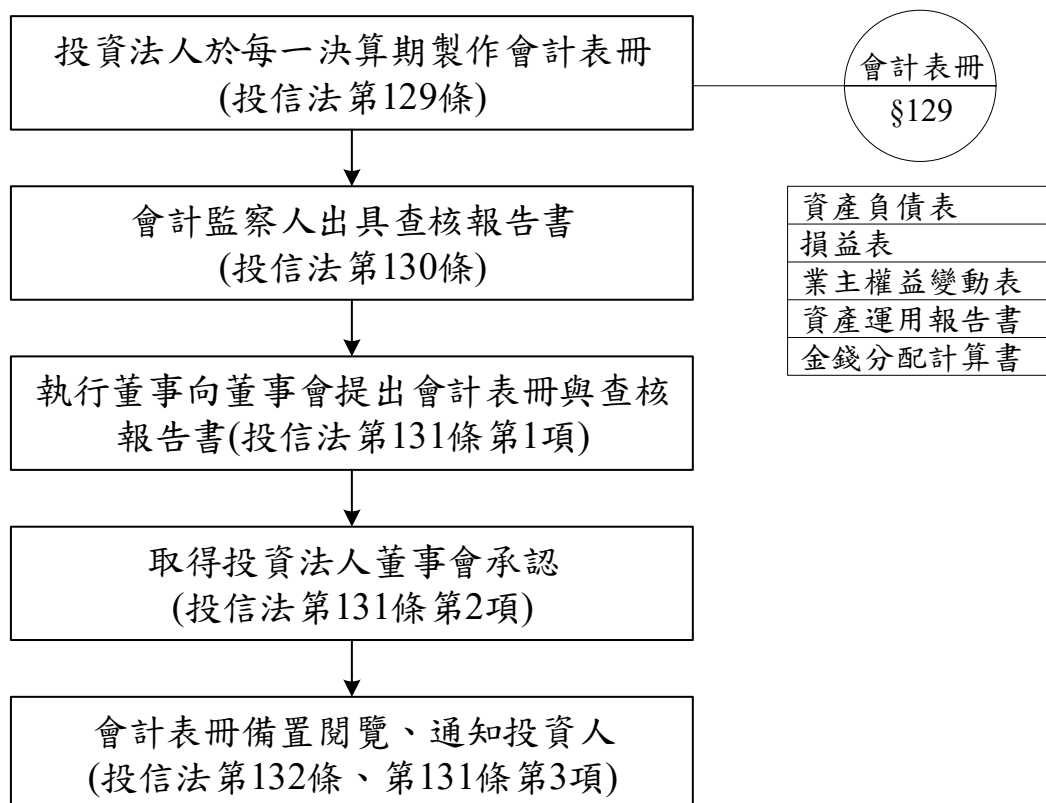 投資法人於每一決算期製作會計表冊
(投信法第129條)
會計表冊
§129
會計監察人出具查核報告書
(投信法第130條)
資產負債表
損益表
業主權益變動表
資產運用報告書
金錢分配計算書
執行董事向董事會提出會計表冊與查核
報告書(投信法第131條第1項)
取得投資法人董事會承認
(投信法第131條第2項)
會計表冊備置閱覽、通知投資人
(投信法第132條、第131條第3項)